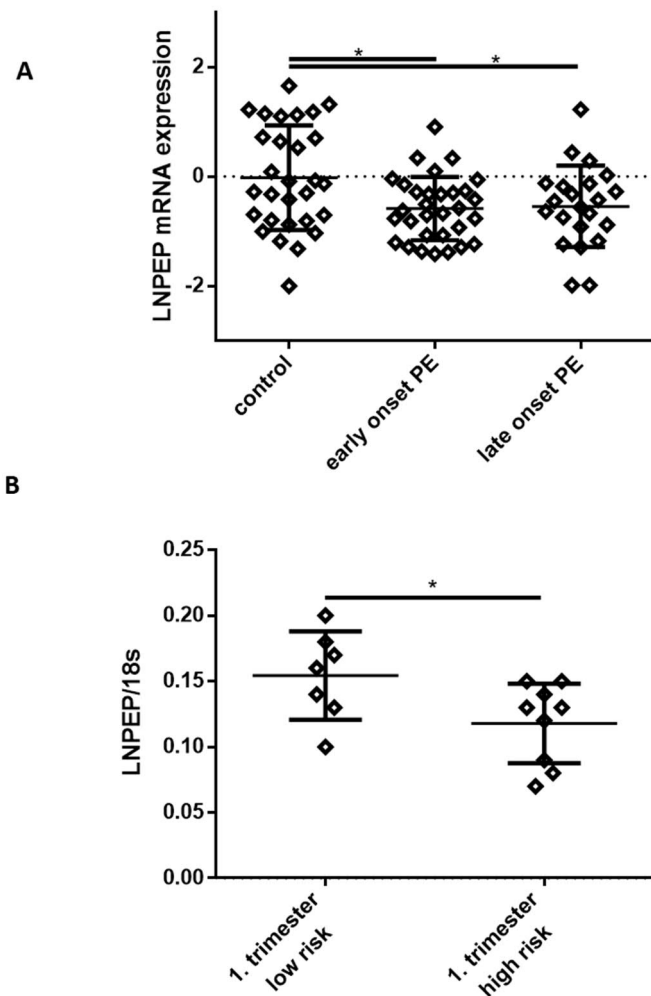 A
LNPEP mRNA expression
2
0
-2
*
*
control
early onset PE
late onset PE
B
LNPEP/18s
0.25
0.20
0.15
0.10
0.05
0.00
*
1. trimester
low risk
1. trimester
high risk